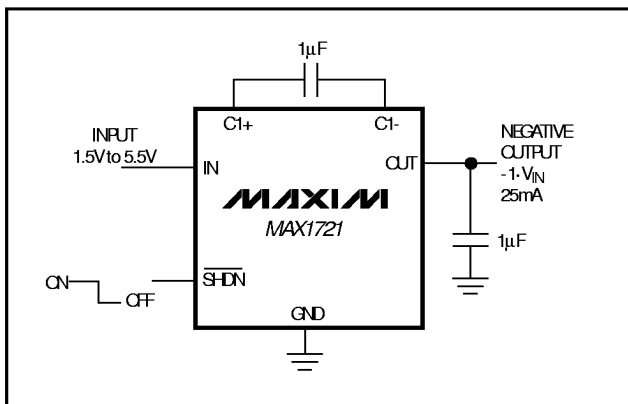 1µF
C1+
C1-
INPUT
1.5V to 5.5V
IN
OUT
NEGATIVE
OUTPUT
-1 · VIN
25mA
MAXIM
MAX1721
1µF
ON
OFF
SHDN
GND